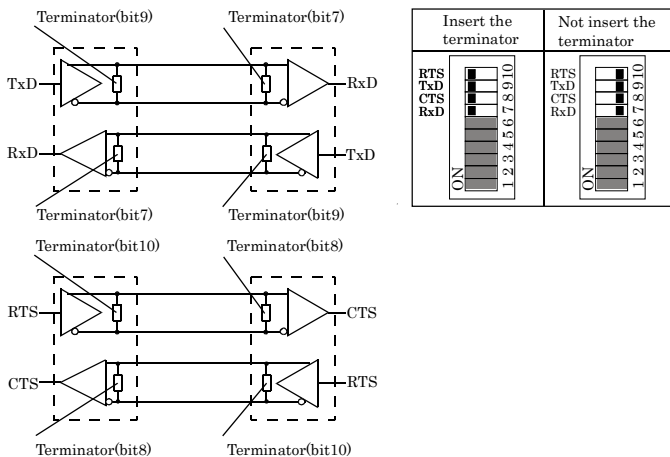 Terminator(bit9)
Terminator(bit7)
TxD
RxD
RxD
TxD
Terminator(bit7)
Terminator(bit9)
Terminator(bit10)
Terminator(bit8)
RTS
CTS
CTS
RTS
Terminator(bit8)
Terminator(bit10)
Insert the
terminator
RTS
TxD
CTS
RxD
ON
1 2 3 4 5 6 7 8 9 10
Not insert the
terminator
RTS
TxD
CTS
RxD
ON
1 2 3 4 5 6 7 8 9 10